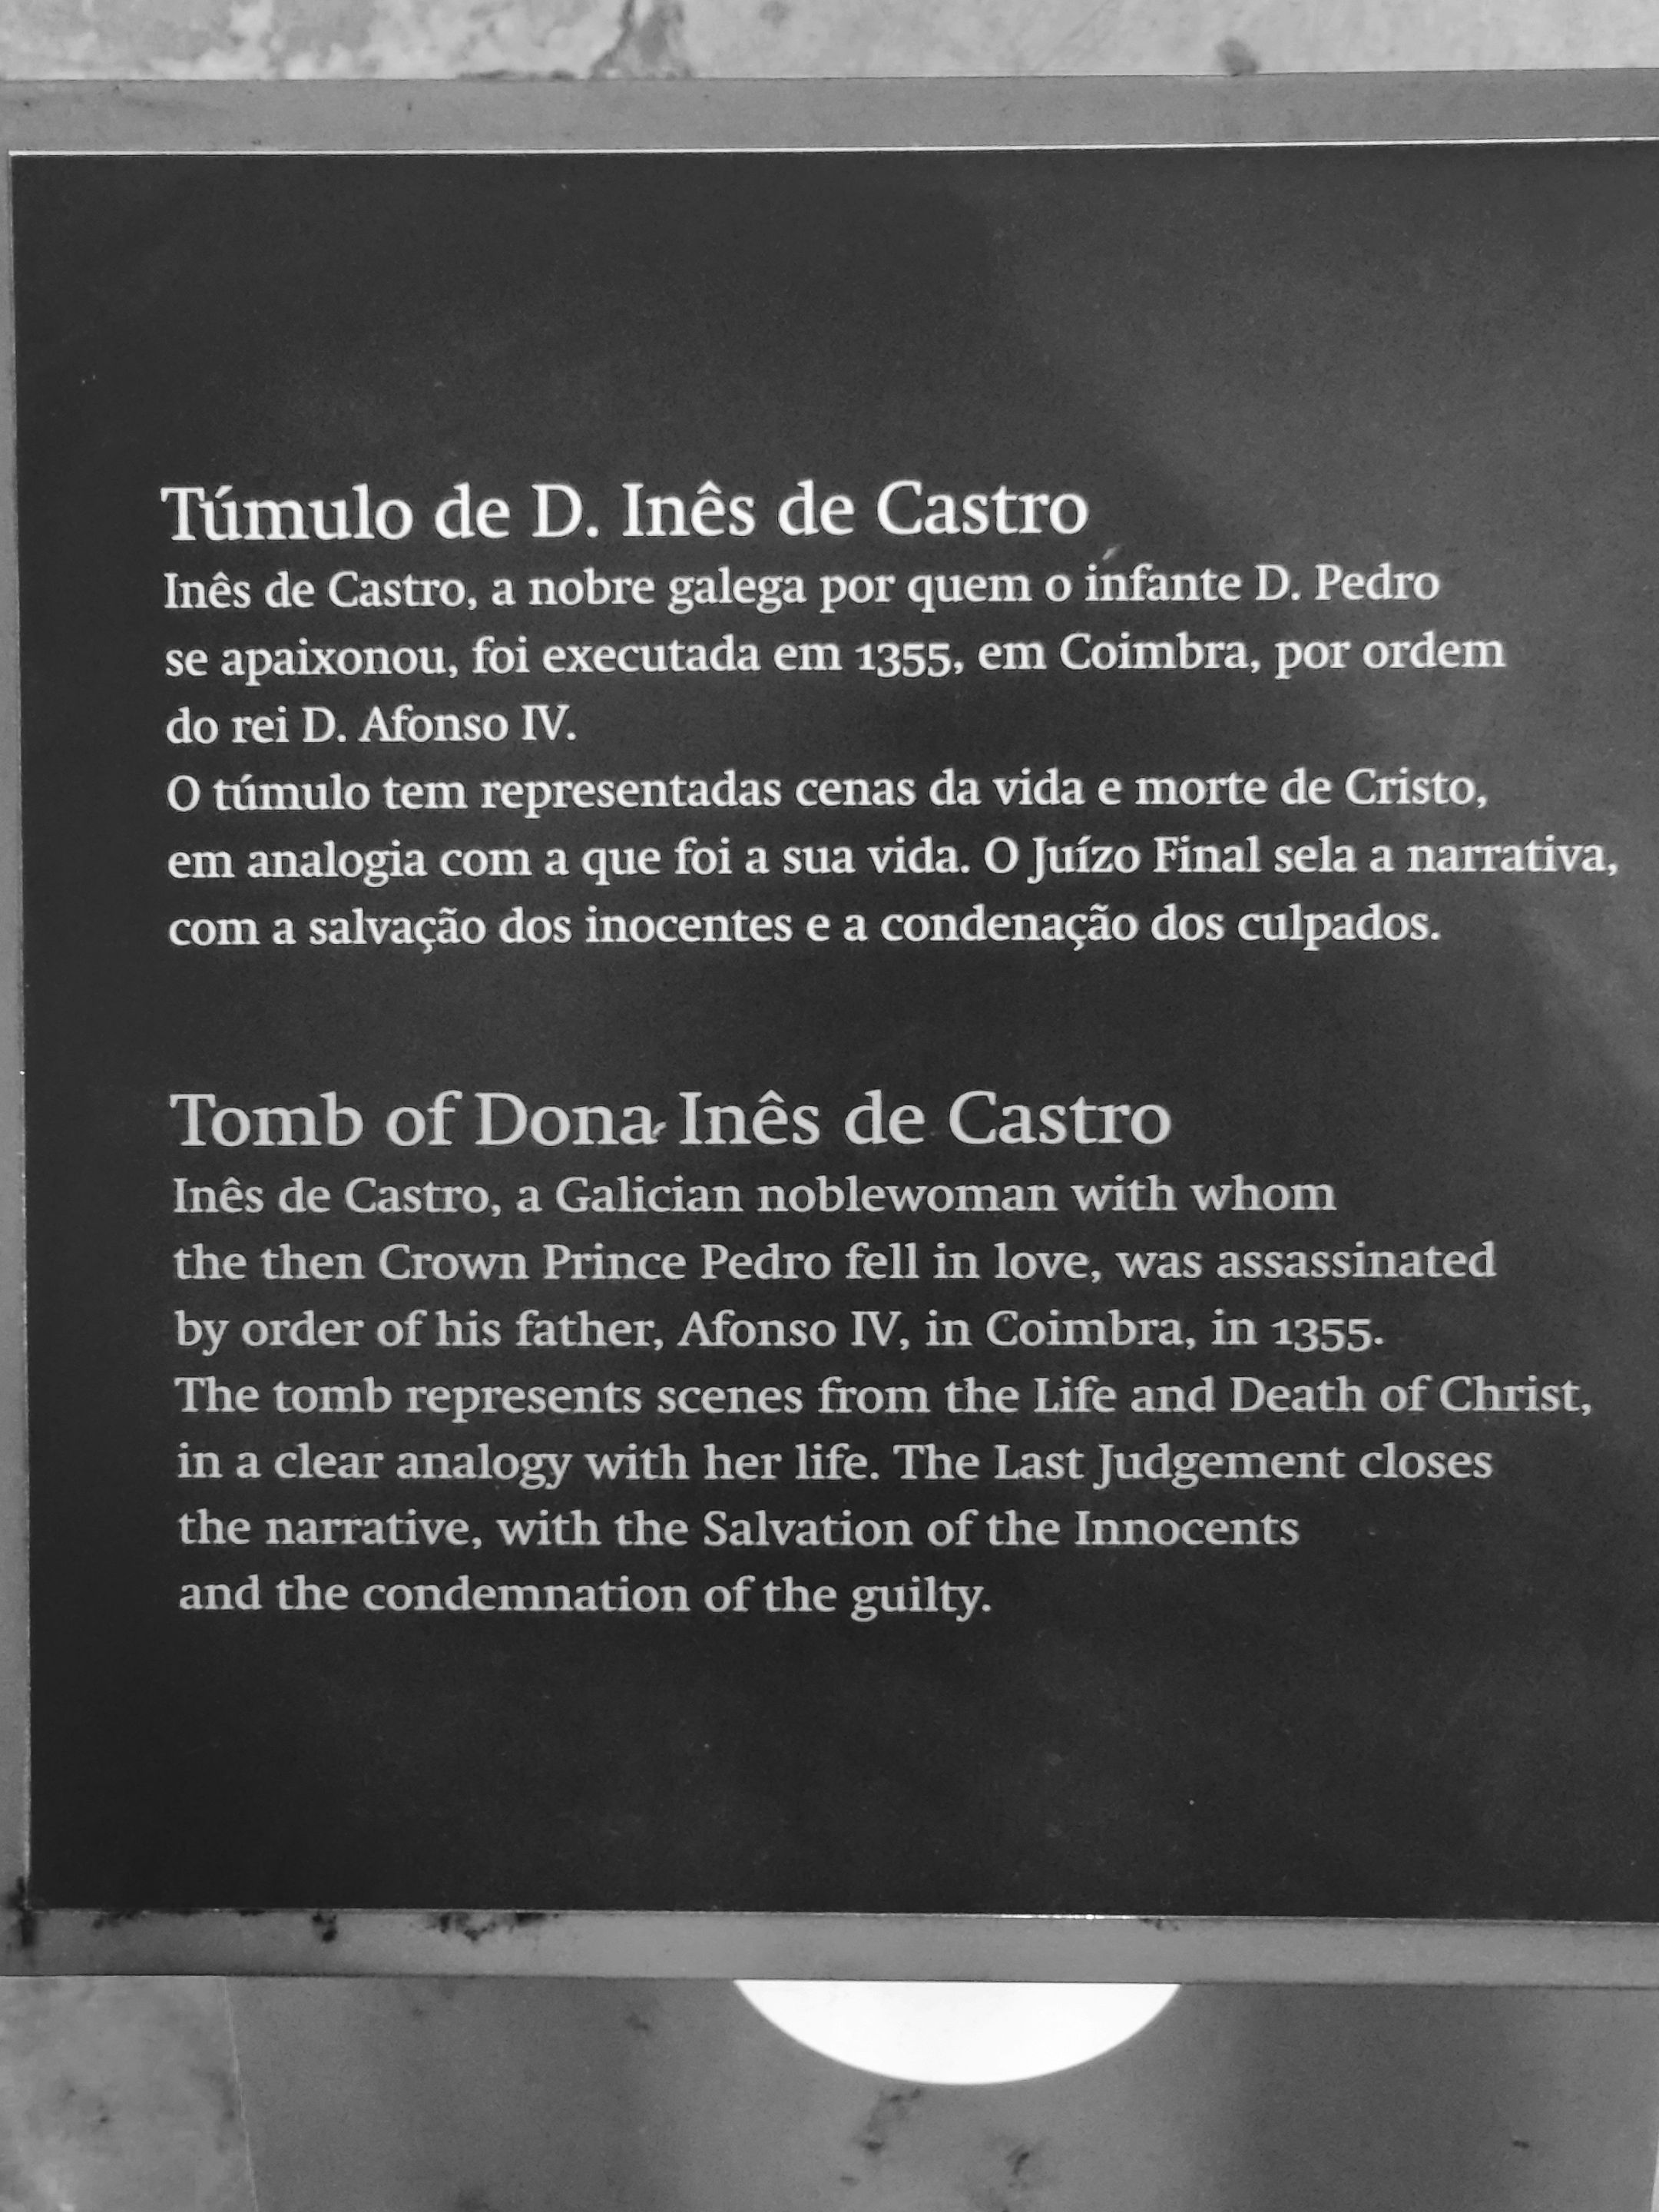 Túmulo de D. Inês de Castro
Inês de Castro, a nobre galega por quem o infante D. Pedro
se apaixonou, foi executada em 1355, em Coimbra, por ordem
do rei D. Afonso IV.
O túmulo tem representadas cenas da vida e morte de Cristo,
em analogia com a que foi a sua vida. O Juízo Final sela a narrativa,
com a salvação dos inocentes e a condenação dos culpados.
Tomb of Dona Inês de Castro
Inês de Castro, a Galician noblewoman with whom
the then Crown Prince Pedro fell in love, was assassinated
by order of his father, Afonso IV, in Coimbra, in 1355.
The tomb represents scenes from the Life and Death of Christ,
in a clear analogy with her life. The Last Judgement closes
the narrative, with the Salvation of the Innocents
and the condemnation of the guilty.